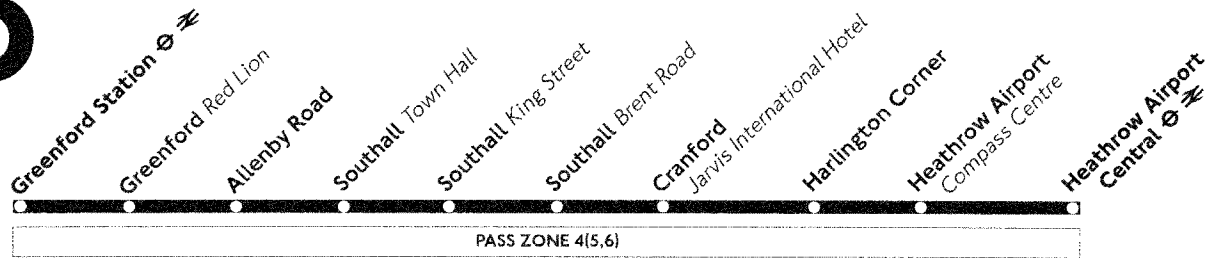 Greenford Station
Greenford Red Lion
Allenby Road
Southall Town Hall
Southall King Street
Southall Brent Road
Cranford
Jarvis International Hotel
Harlington Corner
Heathrow Airport
Compass Centre
Heathrow Airport
Central
PASS ZONE 4(5,6)